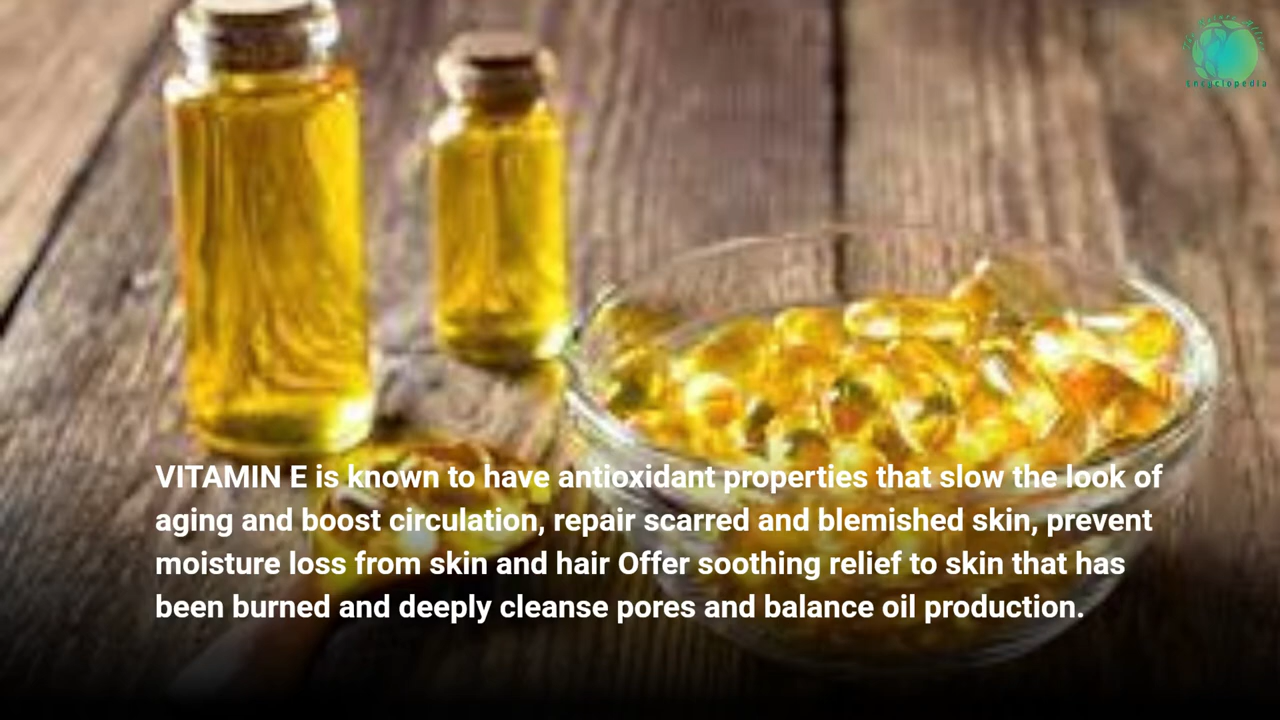 encyclopedia
VITAMIN E is known to have antioxidant properties that slow the look of
aging and boost circulation, repair scarred and blemished skin, prevent
moisture loss from skin and hair Offer soothing relief to skin that has
been burned and deeply cleanse pores and balance oil production.